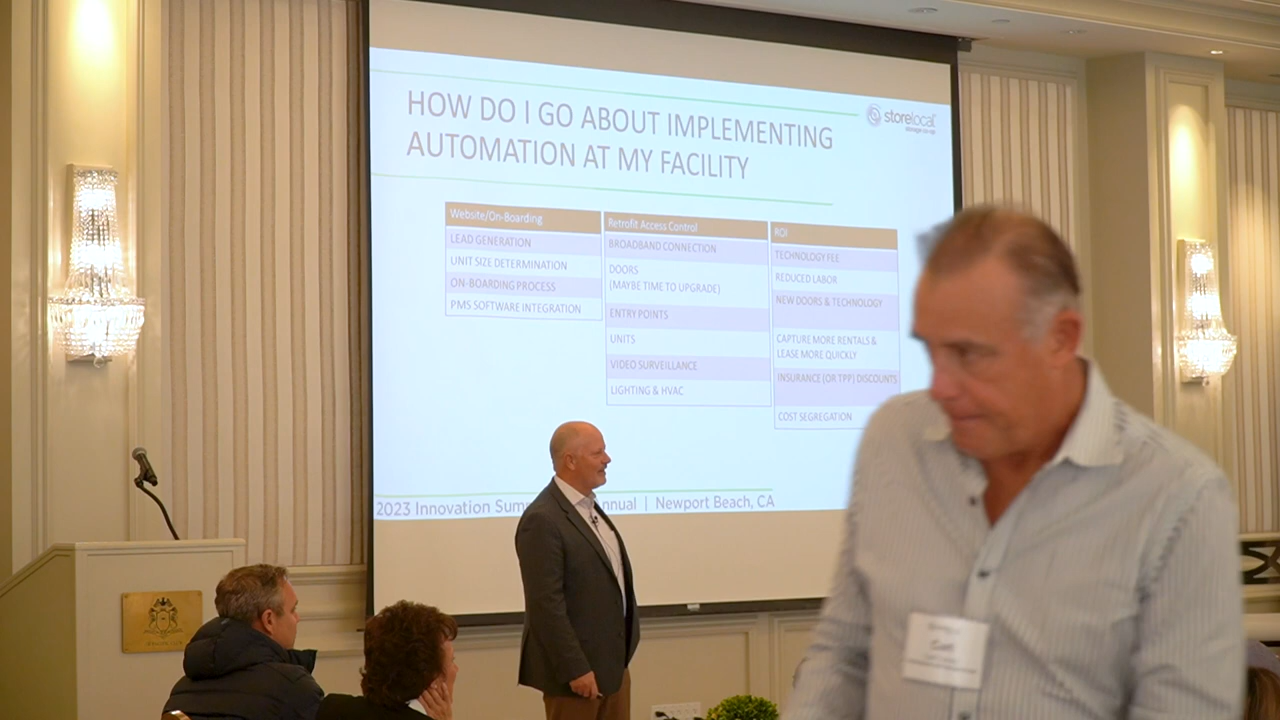 HOW DO I GO ABOUT IMPLEMENTING
AUTOMATION AT MY FACILITY
storelocal
storage co-op
Website/On-Boarding
LEAD GENERATION
UNIT SIZE DETERMINATION
ON-BOARDING PROCESS
PMS SOFTWARE INTEGRATION
Retrofit Access Control
BROADBAND CONNECTION
DOORS
(MAYBE TIME TO UPGRADE)
ENTRY POINTS
UNITS
VIDEO SURVEILLANCE
LIGHTING & HVAC
ROI
TECHNOLOGY FEE
REDUCED LABOR
NEW DOORS & TECHNOLOGY
CAPTURE MORE RENTALS &
LEASE MORE QUICKLY
INSURANCE (OR TPP) DISCOUNTS
COST SEGREGATION
2023 Innovation Sum nnual | Newport Beach, CA